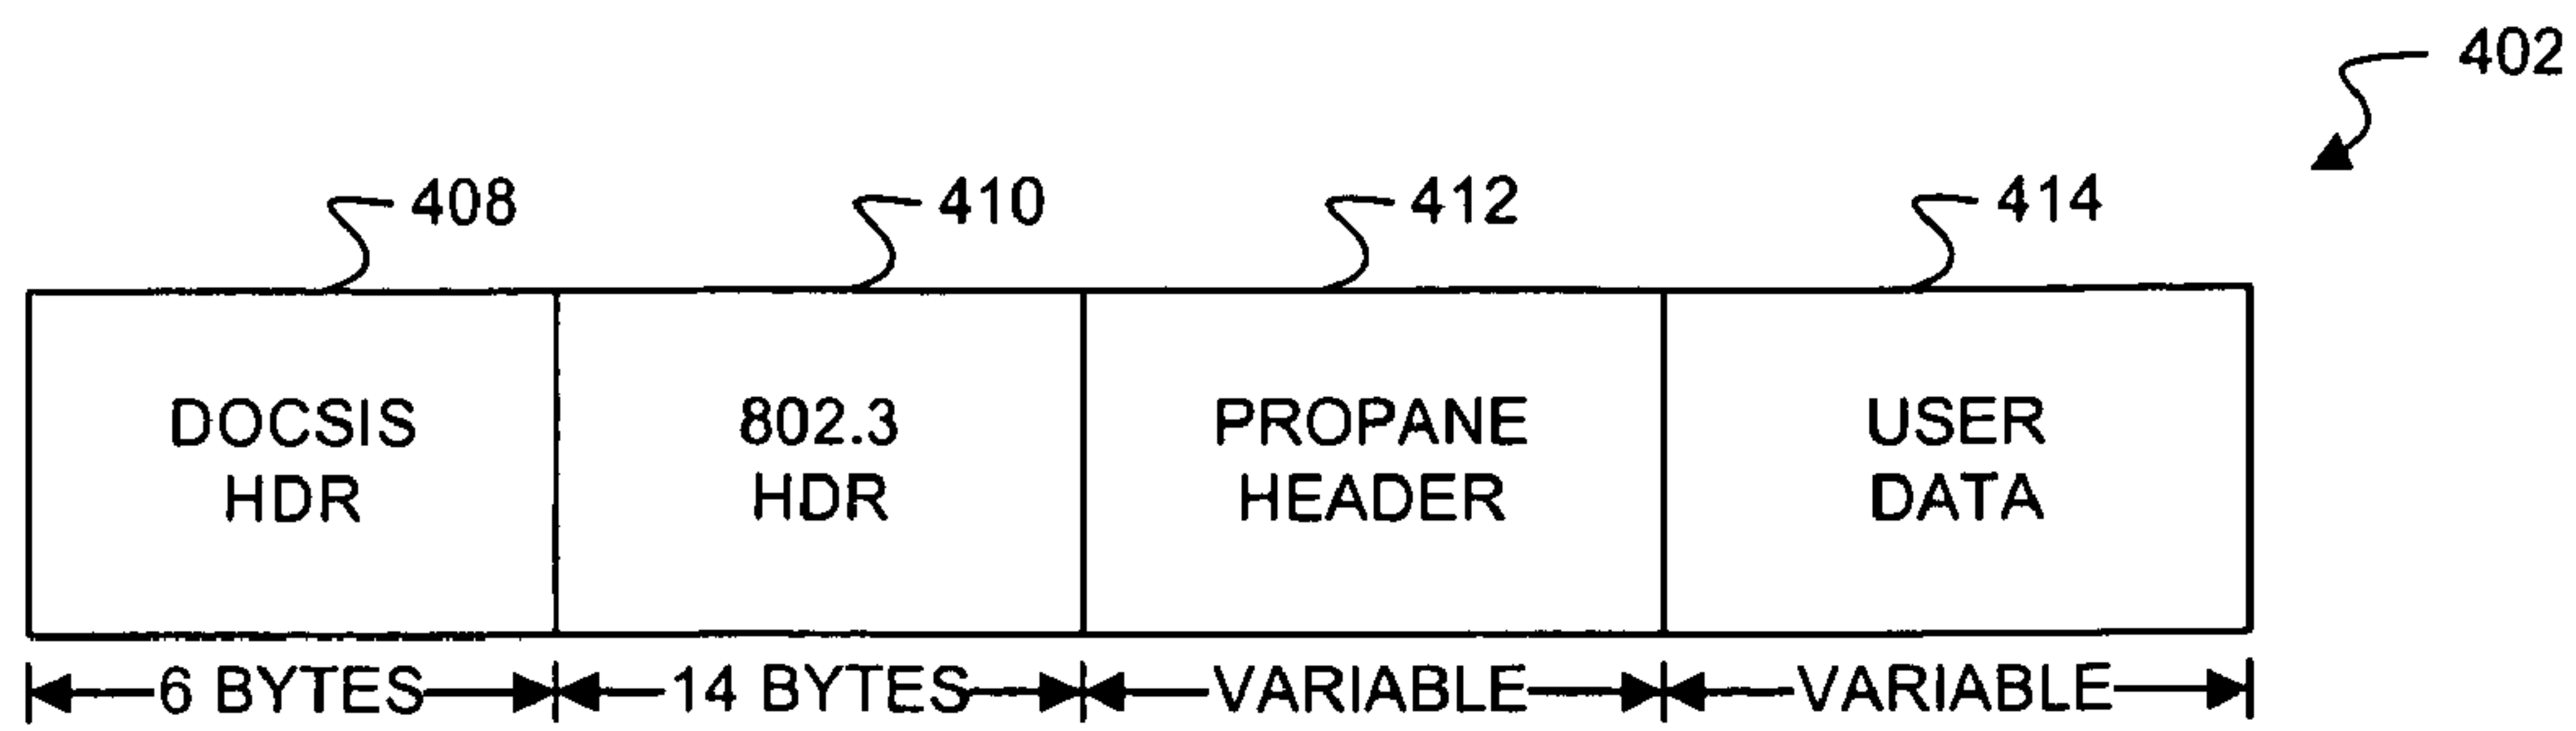 402
408
410
412
414
DOCSIS
HDR
802.3
HDR
PROPANE
HEADER
USER
DATA
6 BYTES
14 BYTES
VARIABLE
VARIABLE